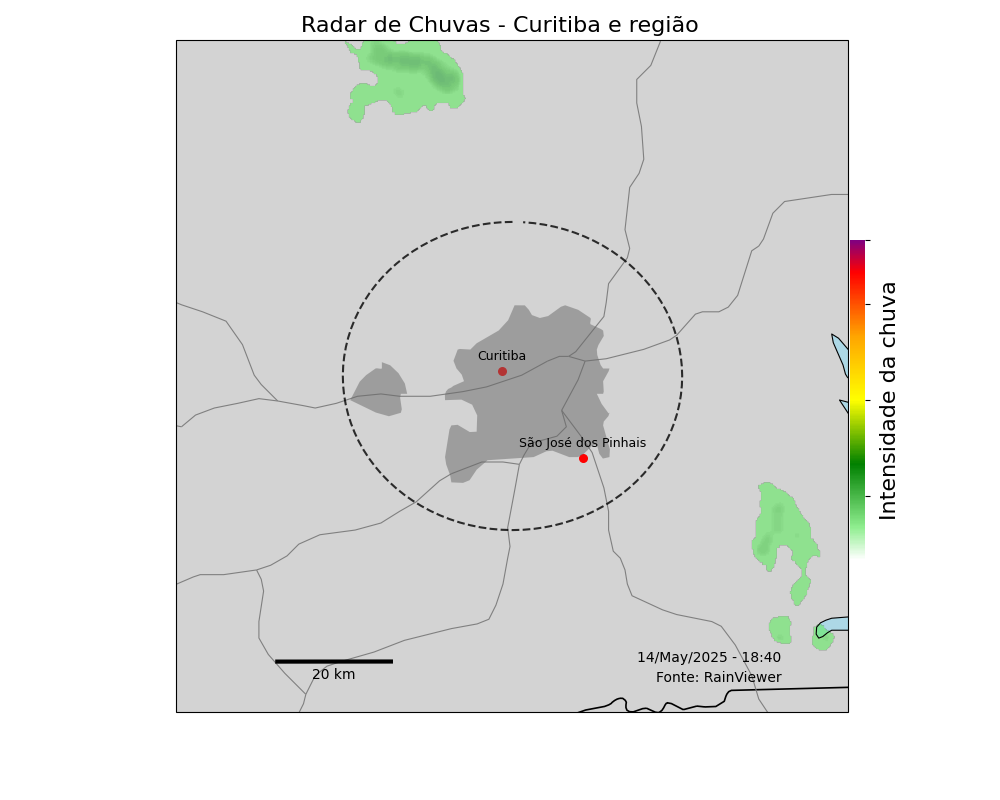 Radar de Chuvas - Curitiba e região
Curitiba
São José dos Pinhais
Intensidade da chuva
14/May/2025 - 18:40
20 km
Fonte: RainViewer